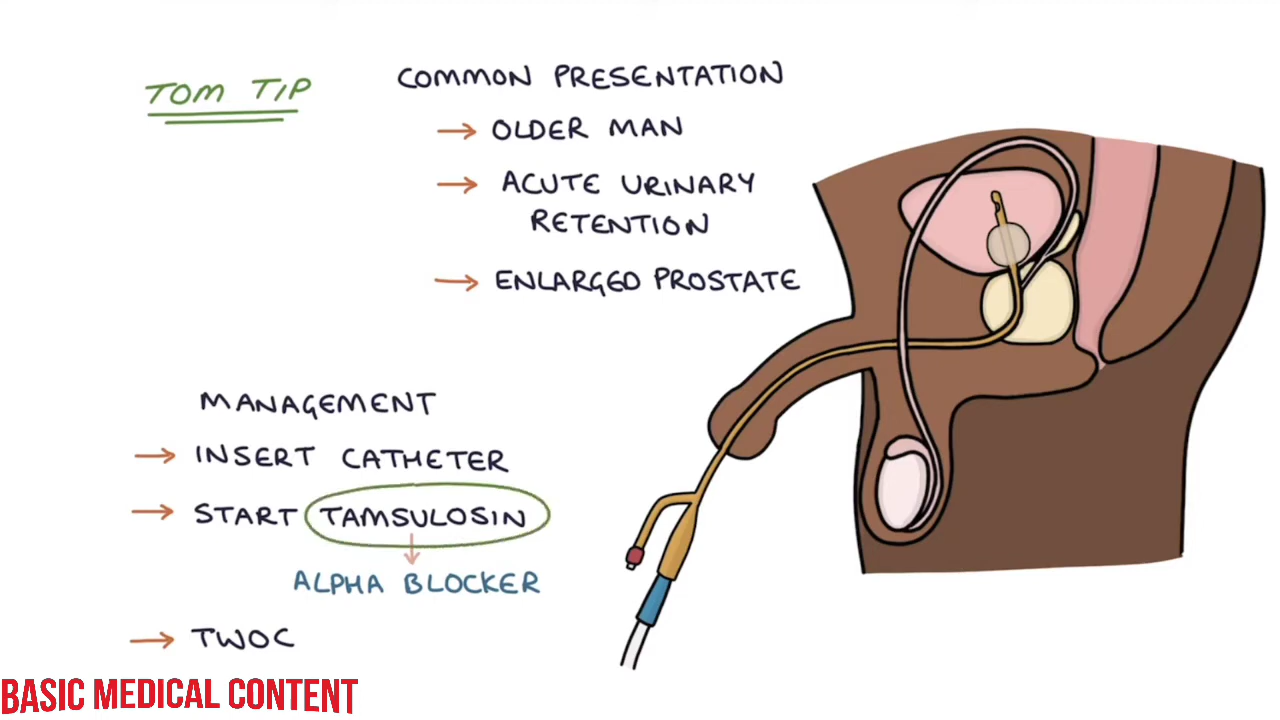 TOM TIP
COMMON PRESENTATION
→ OLDER MAN
→ ACUTE URINARY
RETENTION
→ ENLARGED PROSTATE
MANAGEMENT
→ INSERT CATHETER
→ START TAMSULOSIN
ALPHA BLOCKER
→ TWOC
BASIC MEDICAL CONTENT